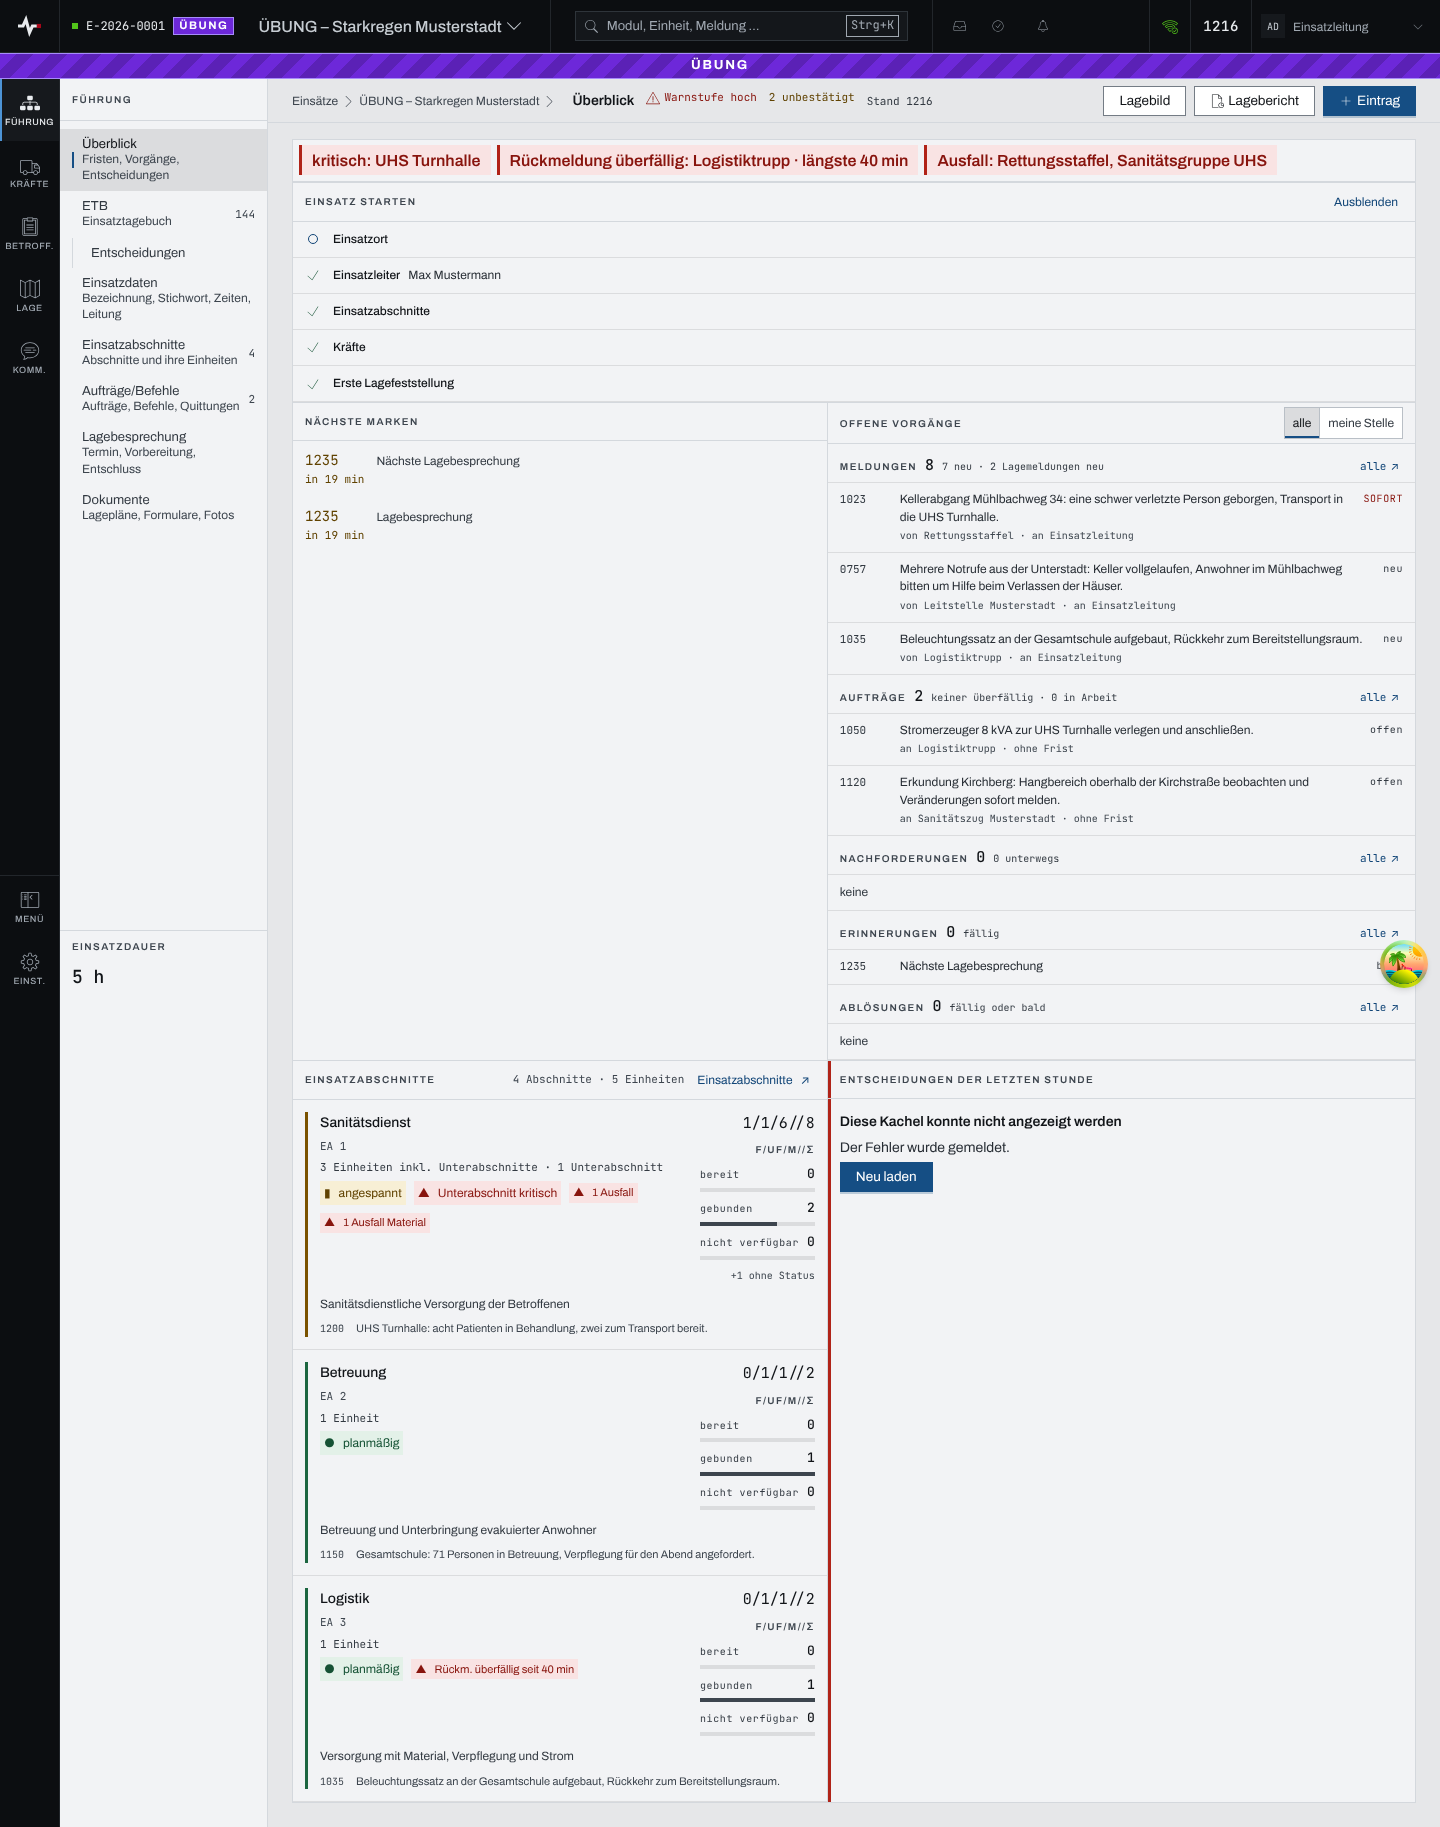 E-2026-0001 ÜBUNG ÜBUNG – Starkregen Musterstadt
Modul, Einheit, Meldung ... Strg+K
1216
AD Einsatzleitung
ÜBUNG
FÜHRUNG
KRÄFTE
BETROFF.
LAGE
KOMM.
MENÜ
EINST.
FÜHRUNG
Überblick
Fristen, Vorgänge,
Entscheidungen
ETB
Einsatztagebuch 144
Entscheidungen
Einsatzdaten
Bezeichnung, Stichwort, Zeiten,
Leitung
Einsatzabschnitte
Abschnitte und ihre Einheiten 4
Aufträge/Befehle
Aufträge, Befehle, Quittungen 2
Lagebesprechung
Termin, Vorbereitung,
Entschluss
Dokumente
Lagepläne, Formulare, Fotos
EINSATZDAUER
5 h
Einsätze ÜBUNG – Starkregen Musterstadt Überblick Warnstufe hoch 2 unbestätigt Stand 1216
Lagebild Lagebericht Eintrag
kritisch: UHS Turnhalle Rückmeldung überfällig: Logistiktrupp · längste 40 min Ausfall: Rettungsstaffel, Sanitätsgruppe UHS
EINSATZ STARTEN Ausblenden
Einsatzort
Einsatzleiter Max Mustermann
Einsatzabschnitte
Kräfte
Erste Lagefeststellung
NÄCHSTE MARKEN
1235 Nächste Lagebesprechung
in 19 min
1235 Lagebesprechung
in 19 min
OFFENE VORGÄNGE alle meine Stelle
MELDUNGEN 8 7 neu · 2 Lagemeldungen neu alle ↗
1023 Kellerabgang Mühlbachweg 34: eine schwer verletzte Person geborgen, Transport in SOFORT
die UHS Turnhalle.
von Rettungsstaffel · an Einsatzleitung
0757 Mehrere Notrufe aus der Unterstadt: Keller vollgelaufen, Anwohner im Mühlbachweg neu
bitten um Hilfe beim Verlassen der Häuser.
von Leitstelle Musterstadt · an Einsatzleitung
1035 Beleuchtungssatz an der Gesamtschule aufgebaut, Rückkehr zum Bereitstellungsraum. neu
von Logistiktrupp · an Einsatzleitung
AUFTRÄGE 2 keiner überfällig · 0 in Arbeit alle ↗
1050 Stromerzeuger 8 kVA zur UHS Turnhalle verlegen und anschließen. offen
an Logistiktrupp · ohne Frist
1120 Erkundung Kirchberg: Hangbereich oberhalb der Kirchstraße beobachten und offen
Veränderungen sofort melden.
an Sanitätszug Musterstadt · ohne Frist
NACHFORDERUNGEN 0 0 unterwegs alle ↗
keine
ERINNERUNGEN 0 fällig alle ↗
1235 Nächste Lagebesprechung
ABLÖSUNGEN 0 fällig oder bald alle ↗
keine
EINSATZABSCHNITTE 4 Abschnitte · 5 Einheiten Einsatzabschnitte ↗
Sanitätsdienst 1/1/6//8
EA 1 F/UF/M//Σ
3 Einheiten inkl. Unterabschnitte · 1 Unterabschnitt
angespannt Unterabschnitt kritisch 1 Ausfall
1 Ausfall Material
bereit 0
gebunden 2
nicht verfügbar 0
+1 ohne Status
Sanitätsdienstliche Versorgung der Betroffenen
1200 UHS Turnhalle: acht Patienten in Behandlung, zwei zum Transport bereit.
Betreuung 0/1/1//2
EA 2 F/UF/M//Σ
1 Einheit
planmäßig
bereit 0
gebunden 1
nicht verfügbar 0
Betreuung und Unterbringung evakuierter Anwohner
1150 Gesamtschule: 71 Personen in Betreuung, Verpflegung für den Abend angefordert.
Logistik 0/1/1//2
EA 3 F/UF/M//Σ
1 Einheit
planmäßig Rückm. überfällig seit 40 min
bereit 0
gebunden 1
nicht verfügbar 0
Versorgung mit Material, Verpflegung und Strom
1035 Beleuchtungssatz an der Gesamtschule aufgebaut, Rückkehr zum Bereitstellungsraum.
ENTSCHEIDUNGEN DER LETZTEN STUNDE
Diese Kachel konnte nicht angezeigt werden
Der Fehler wurde gemeldet.
Neu laden